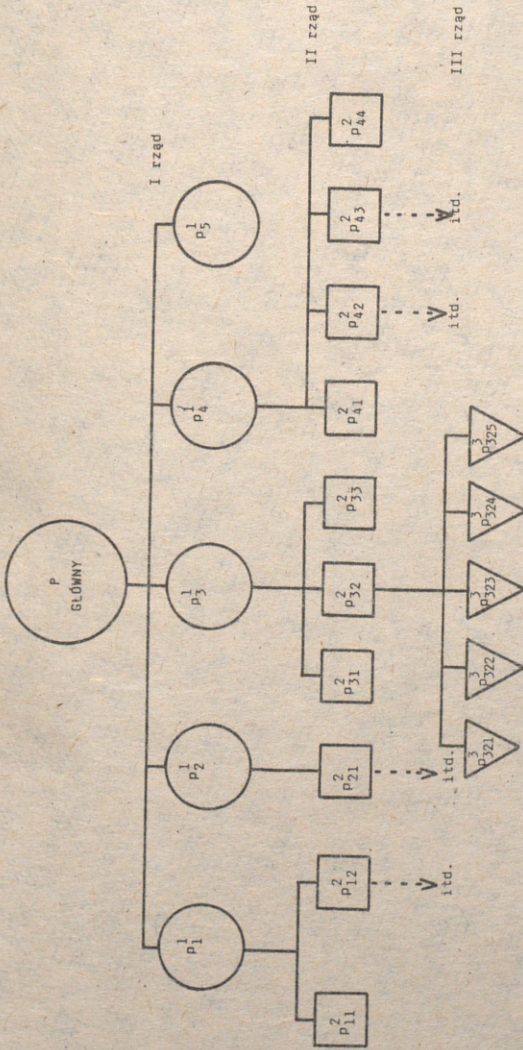 P
GŁÓWNY
I rząd
p¹₁
p¹₂
p¹₃
p¹₄
p¹₅
II rząd
p²₁₁
p²₁₂
p²₂₁
p²₃₁
p²₃₂
p²₃₃
p²₄₁
p²₄₂
p²₄₃
p²₄₄
itd.
itd.
itd.
itd.
III rząd
p³₃₂₁
p³₃₂₂
p³₃₂₃
p³₃₂₄
p³₃₂₅